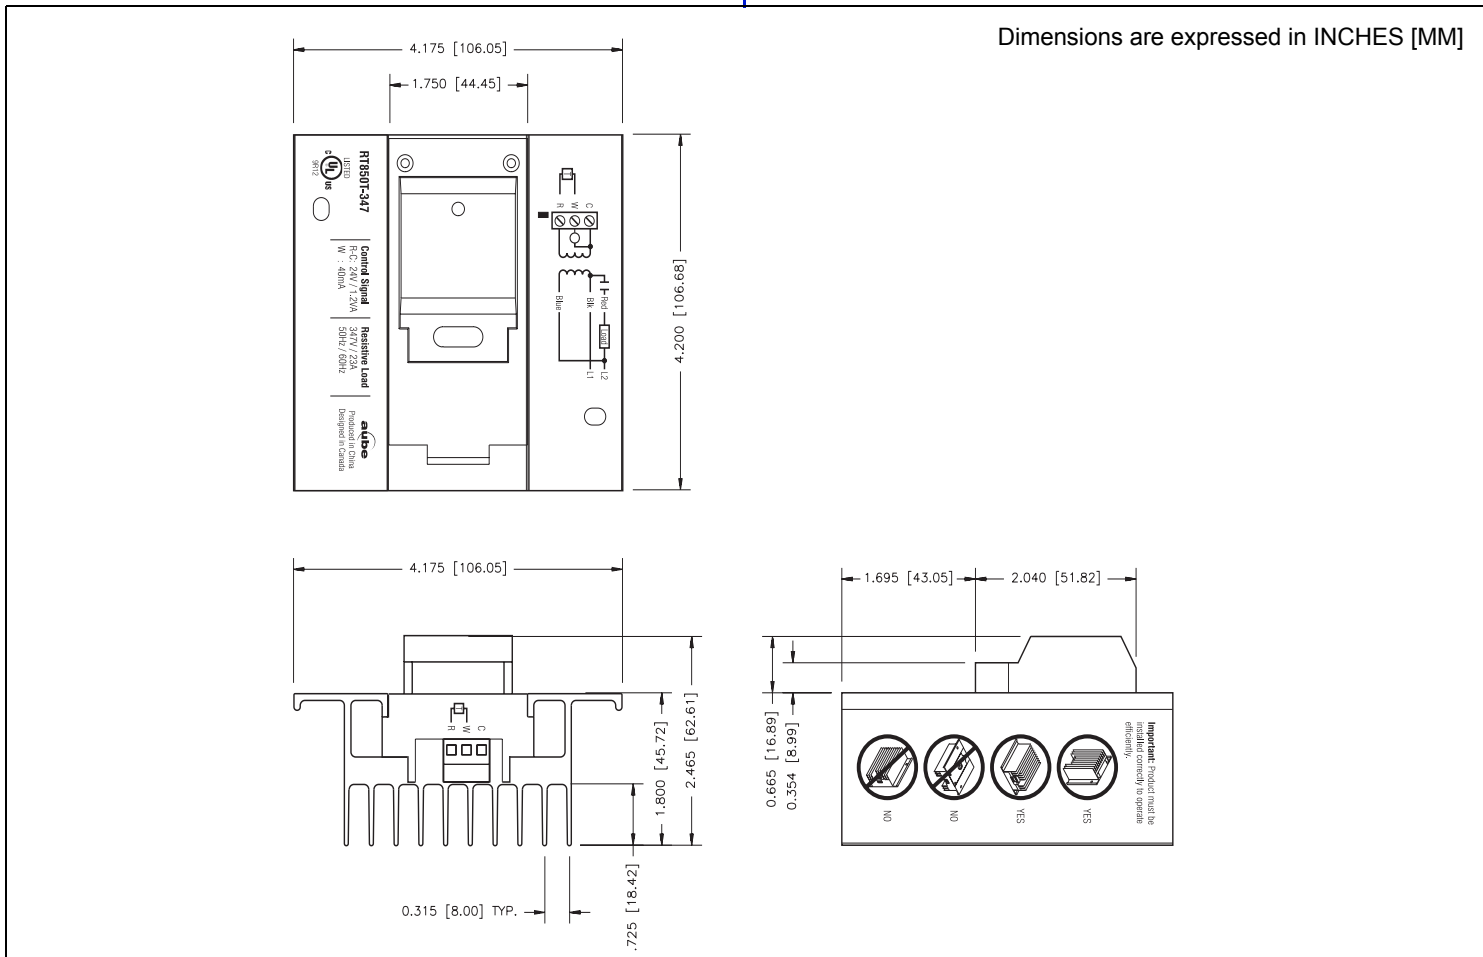 Dimensions are expressed in INCHES [MM]
4.175 [106.05]
1.750 [44.45]
4.200 [106.68]
C UL US
LISTED
9R12
RT850T-347
Control Signal
R-C: 24V / 1.2VA
W : 40mA
Resistive Load
347V / 23A
50Hz / 60Hz
aube
Produced in China
Designed in Canada
R W C
Blue
Blk
Red
Load
L1
L2
4.175 [106.05]
R W C
1.800 [45.72]
2.465 [62.61]
.725 [18.42]
0.315 [8.00] TYP.
1.695 [43.05]
2.040 [51.82]
0.665 [16.89]
0.354 [8.99]
Important: Product must be
installed correctly to operate
efficiently.
NO
NO
YES
YES